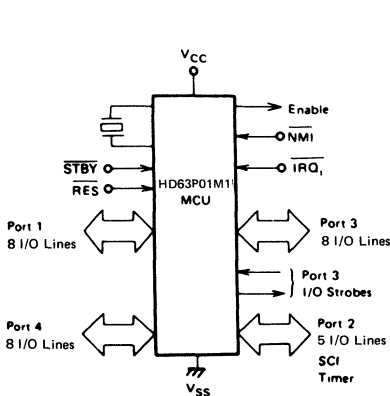 VCC
Enable
NMI
STBY
IRQ1
RES
HD63P01M1
MCU
Port 1
8 I/O Lines
Port 3
8 I/O Lines
Port 3
I/O Strobes
Port 4
8 I/O Lines
Port 2
5 I/O Lines
SCI
Timer
VSS